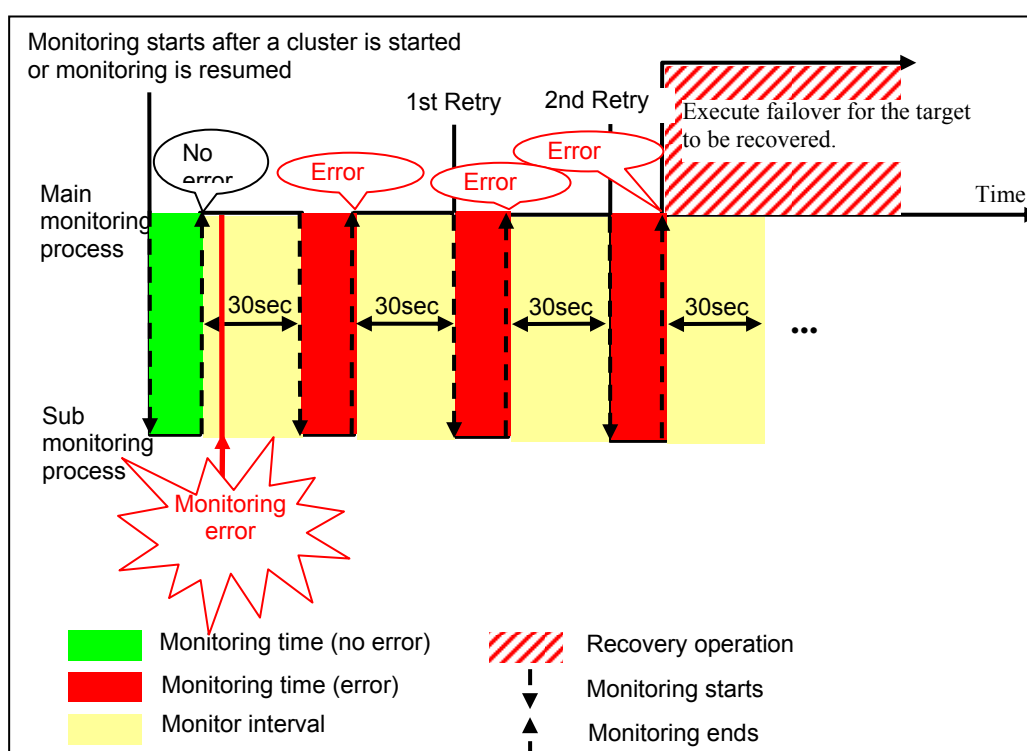 Monitoring starts after a cluster is started
or monitoring is resumed
1st Retry
2nd Retry
Execute failover for the target
to be recovered.
No
error
Error
Error
Error
Main
monitoring
process
Time
30sec
30sec
30sec
30sec
...
Sub
monitoring
process
Monitoring
error
Monitoring time (no error)
Monitoring time (error)
Monitor interval
Recovery operation
Monitoring starts
Monitoring ends